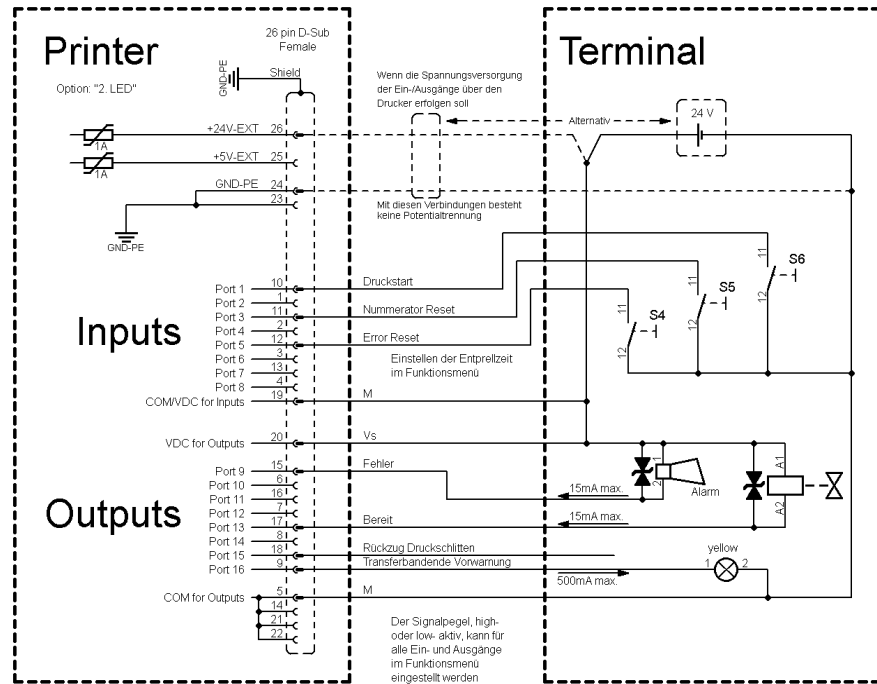 Printer
26 pin D-Sub
Female
Terminal
Option: "2. LED"
GND-PE
Shield
Wenn die Spannungsversorgung
der Ein-/Ausgänge über den
Drucker erfolgen soll
Alternativ
24 V
+24V-EXT 26
1A
+5V-EXT 25
1A
GND-PE 24
23
GND-PE
Mit diesen Verbindungen besteht
keine Potentialtrennung
11
S6
12
11
S5
12
11
S4
12
Inputs
Port 1 10 Druckstart
Port 2 1
Port 3 11 Nummerator Reset
Port 4 2
Port 5 12 Error Reset
Port 6 3
Port 7 13
Port 8 4
COM/VDC for Inputs 19 M
Einstellen der Entprellzeit
im Funktionsmenü
VDC for Outputs 20 Vs
Outputs
Port 9 15 Fehler
Port 10 6
Port 11 16
Port 12 7
Port 13 17 Bereit
Port 14 8
Port 15 18 Rückzug Druckschlitten
Port 16 9 Transferbandende Vorwarnung
COM for Outputs 5 M
14
21
22
1
2
Alarm
15mA max.
A1
A2
15mA max.
yellow
1
2
500mA max.
Der Signalpegel, high-
oder low- aktiv, kann für
alle Ein- und Ausgänge
im Funktionsmenü
eingestellt werden